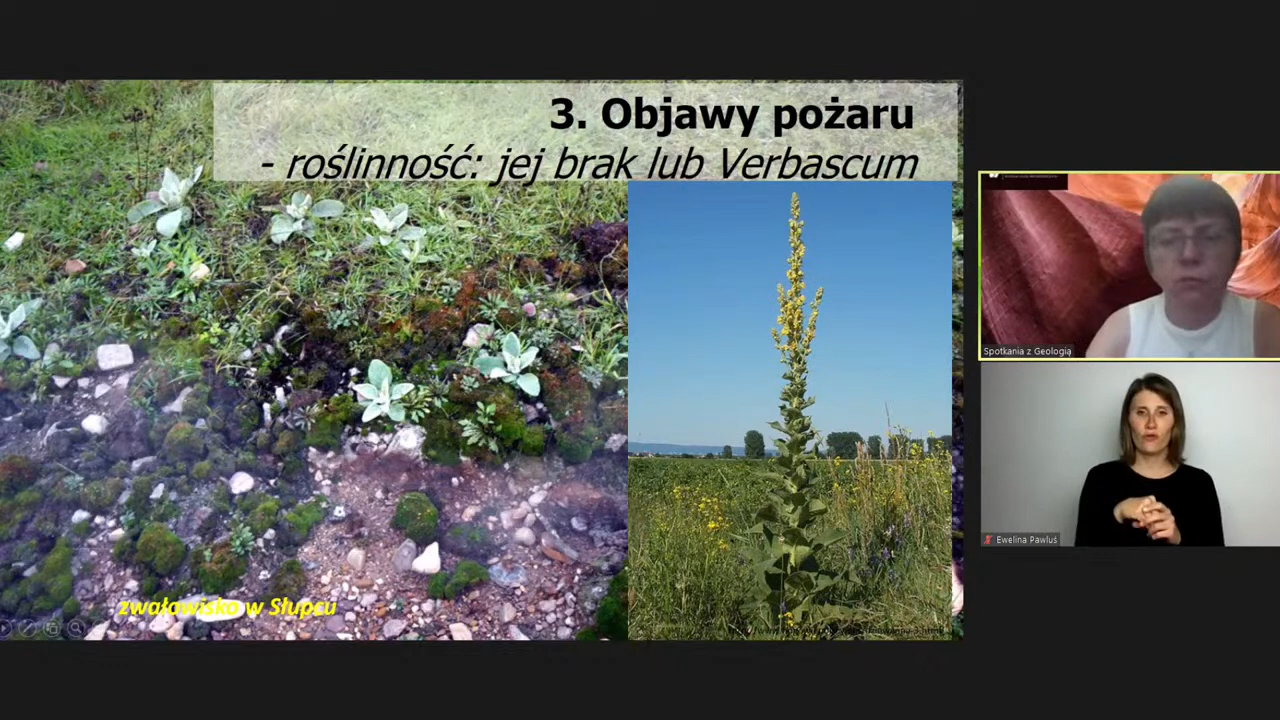 3. Objawy pożaru
- roślinność: jej brak lub Verbascum
zwałowisko w Słupcu
Spotkania z Geologią
Ewelina Pawluś